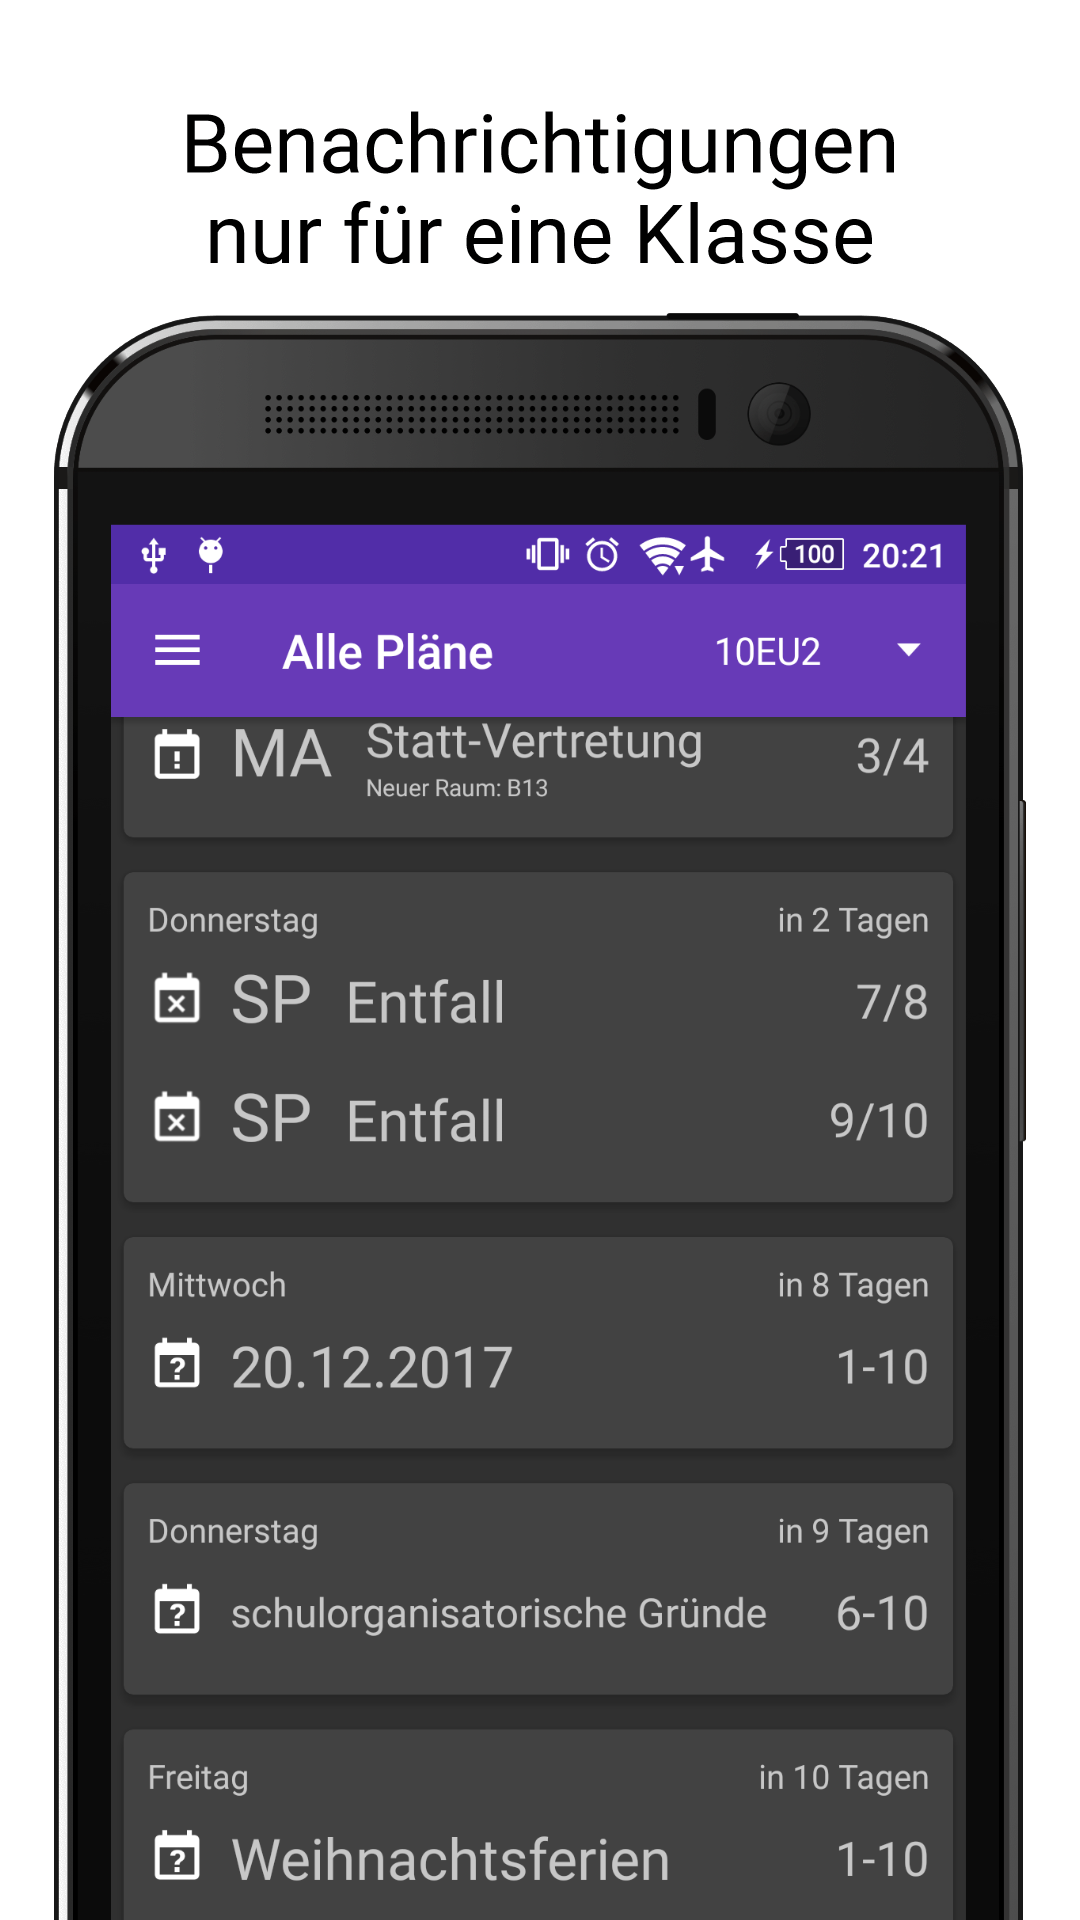 Benachrichtigungen
nur für eine Klasse
100 20:21
Alle Pläne 10EU2
MA Statt-Vertretung 3/4
Neuer Raum: B13
Donnerstag in 2 Tagen
SP Entfall 7/8
SP Entfall 9/10
Mittwoch in 8 Tagen
20.12.2017 1-10
Donnerstag in 9 Tagen
schulorganisatorische Gründe 6-10
Freitag in 10 Tagen
Weihnachtsferien 1-10